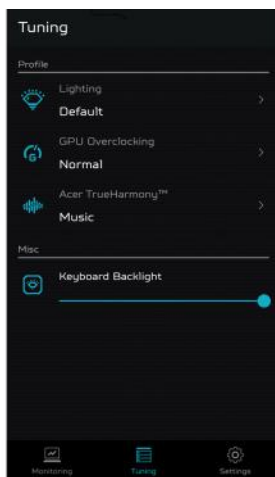 Tuning
Profile
Lighting
Default
GPU Overclocking
Normal
Acer TrueHarmony™
Music
Misc
Keyboard Backlight
Monitoring
Tuning
Settings